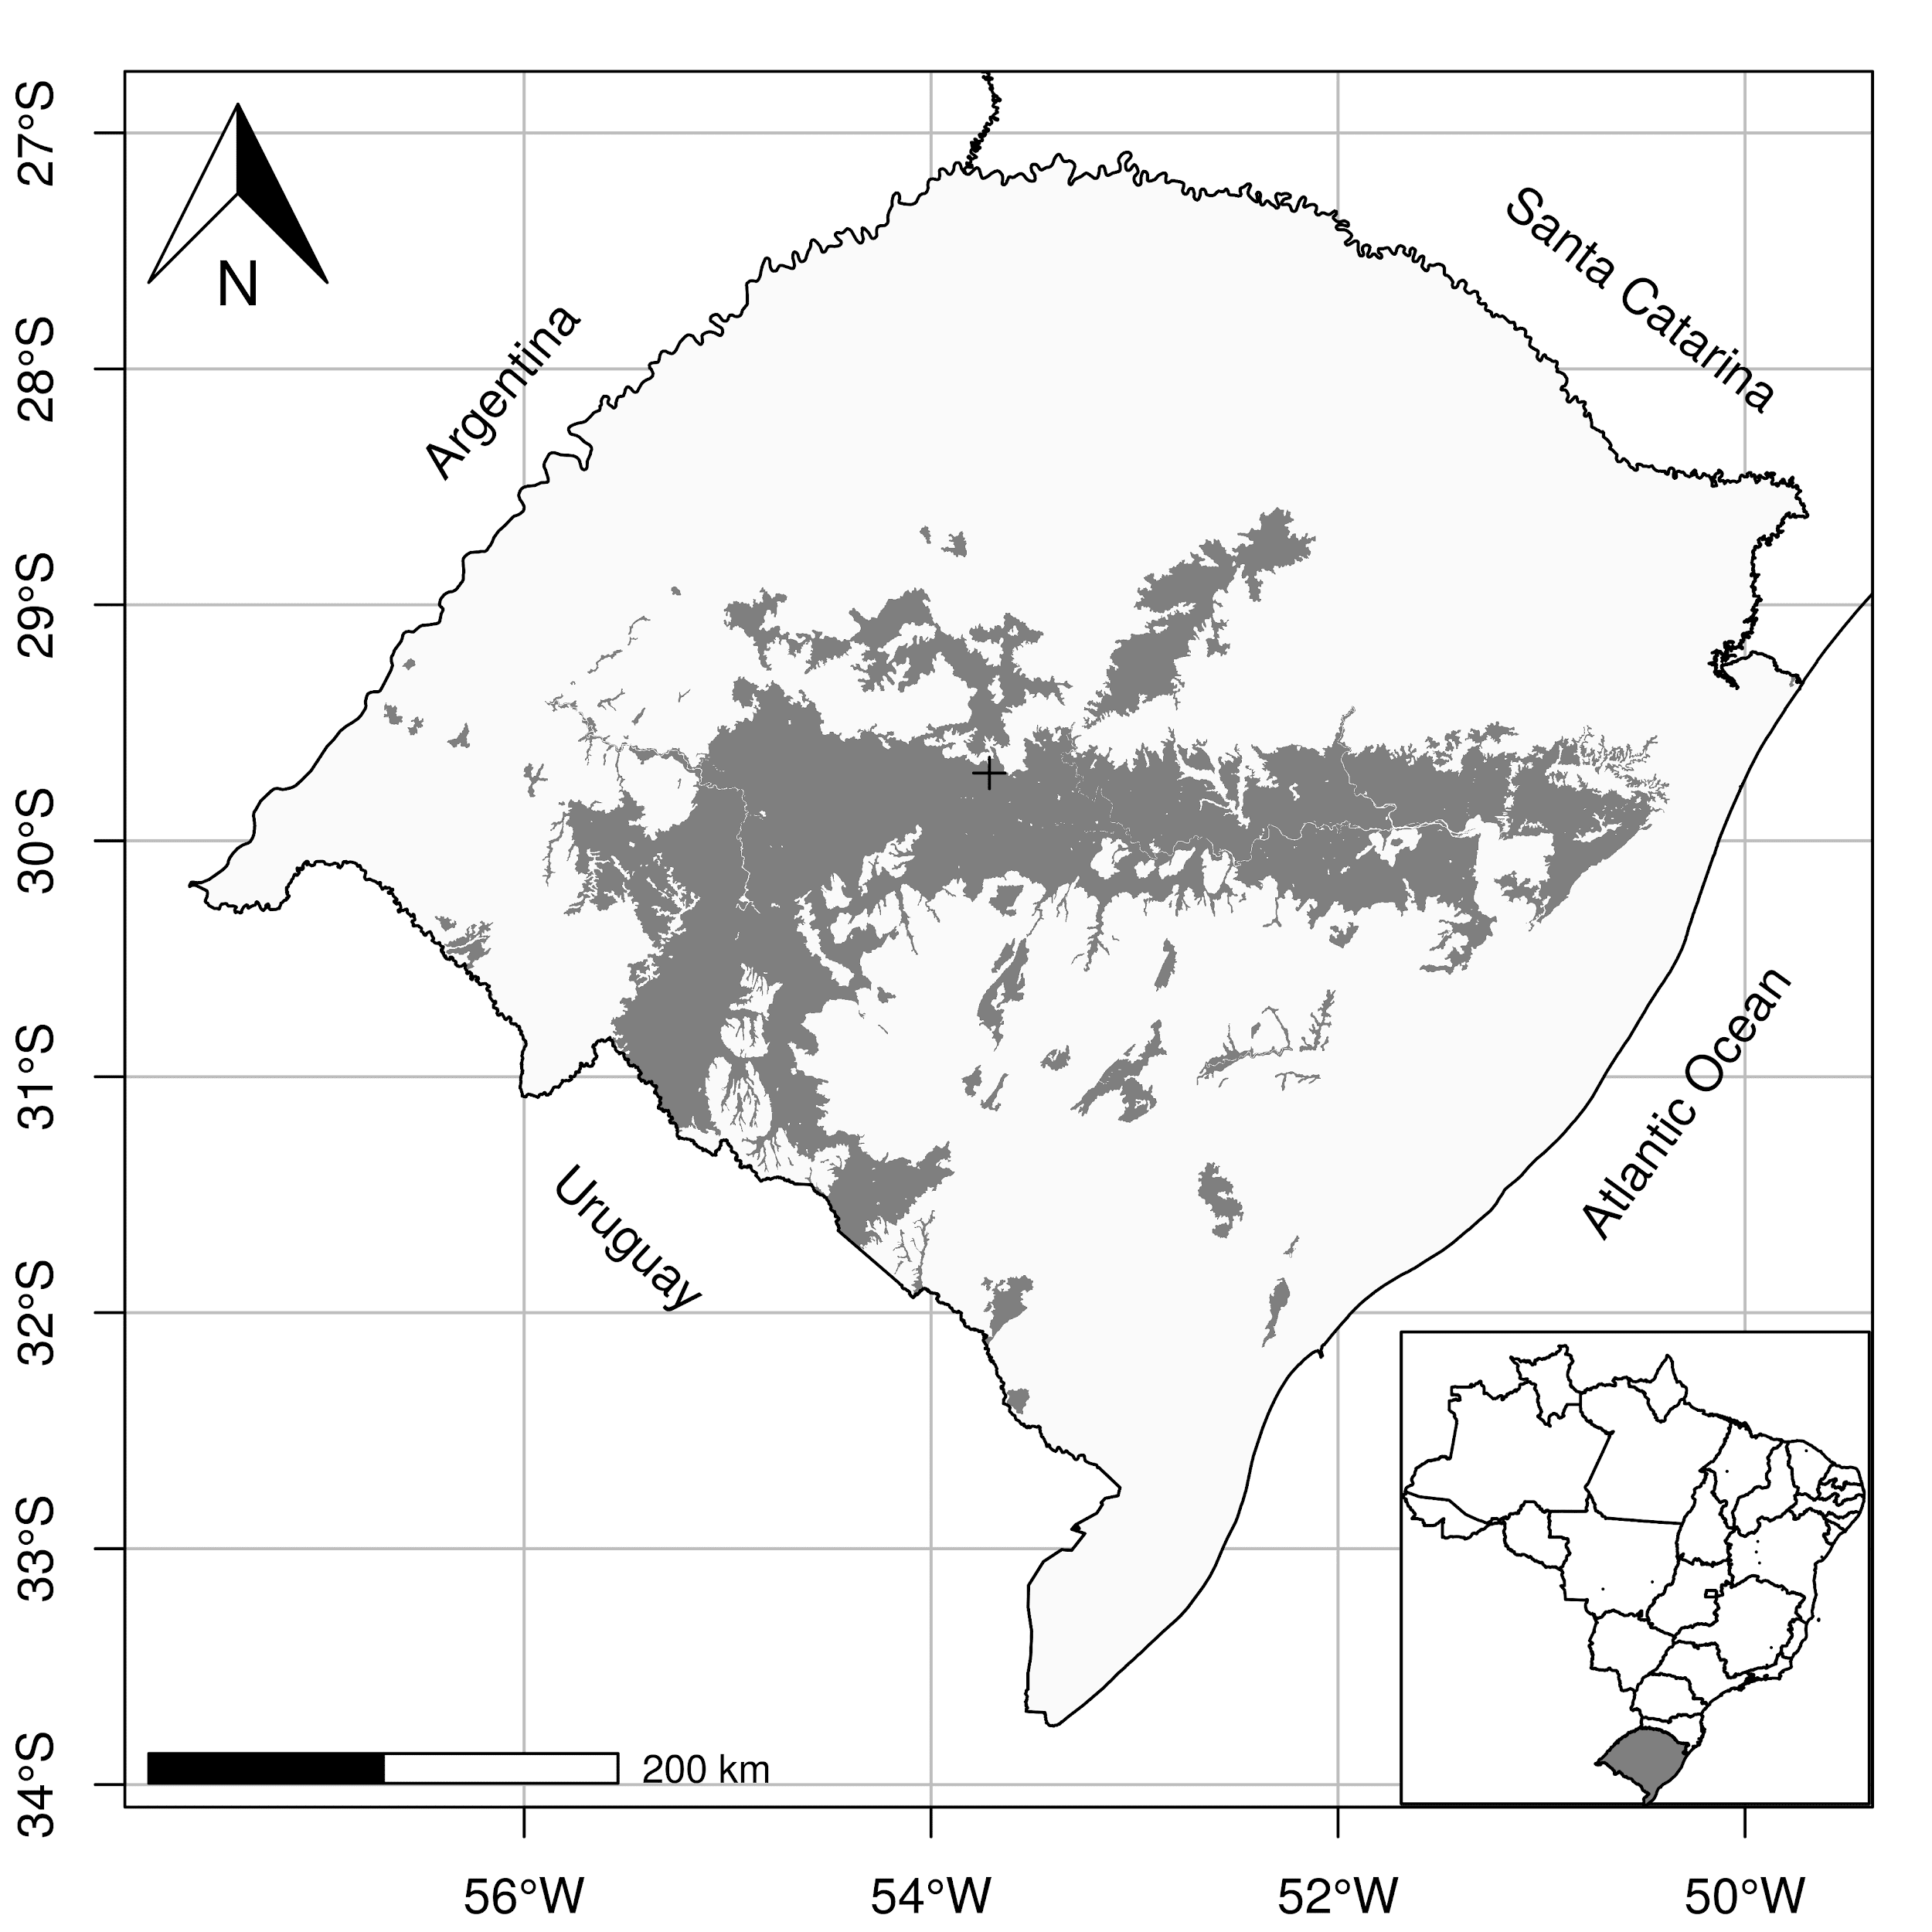 27°S
28°S
29°S
30°S
31°S
32°S
33°S
34°S
N
Argentina
Santa Catarina
Uruguay
Atlantic Ocean
200 km
56°W
54°W
52°W
50°W